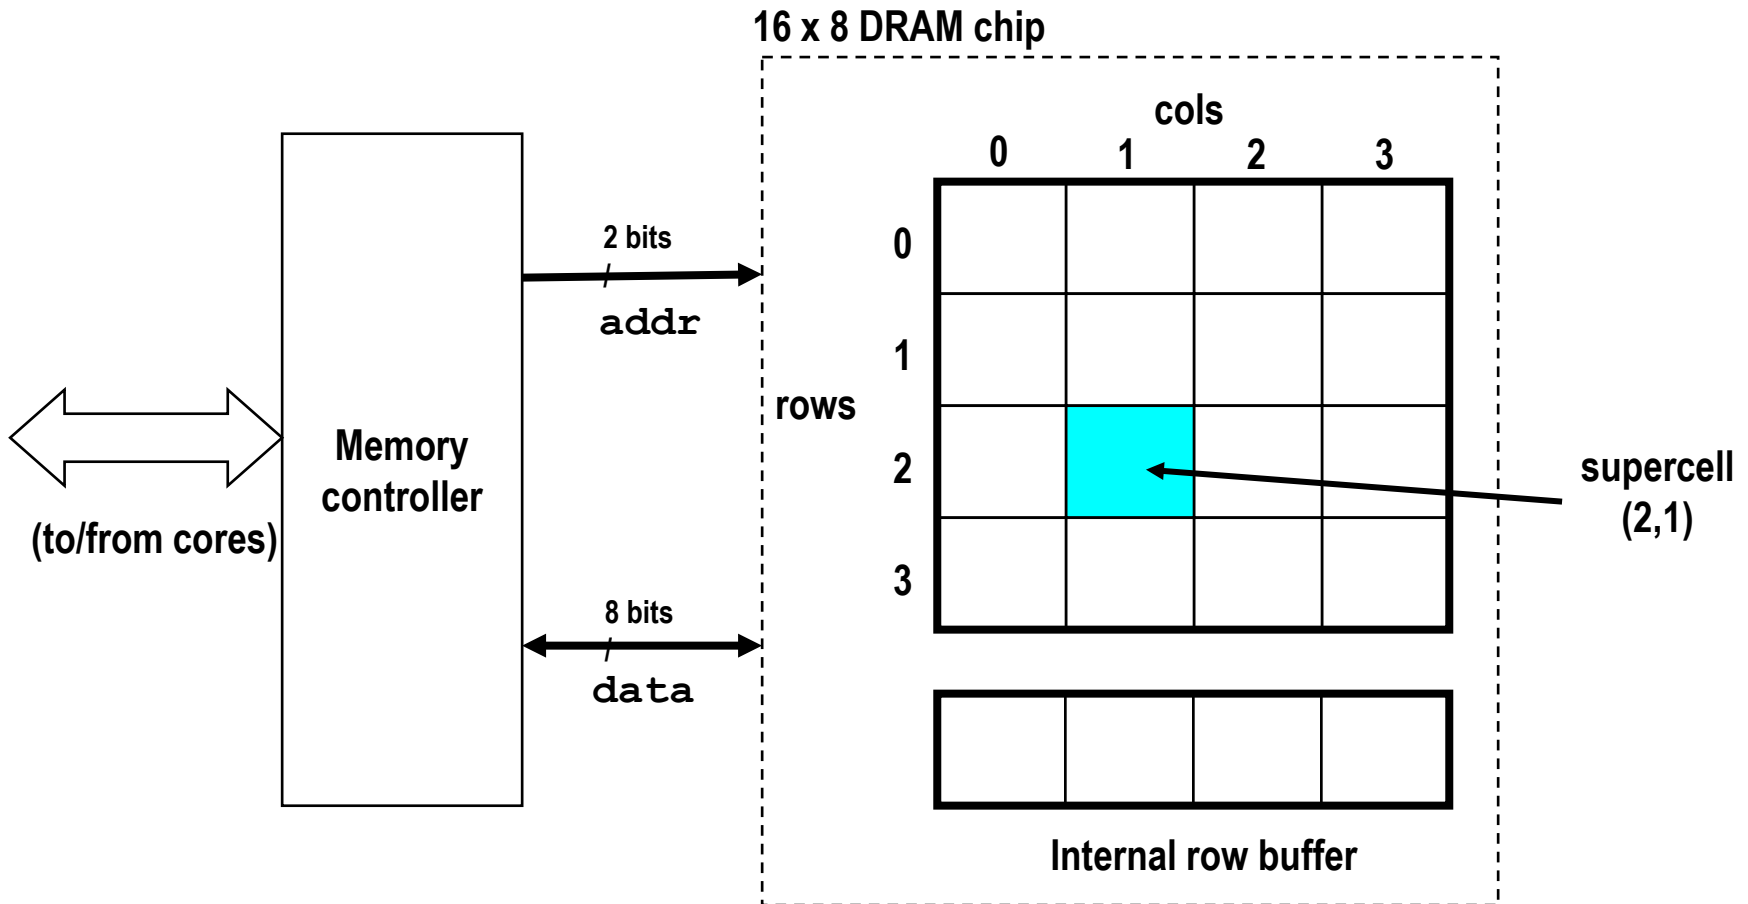 16 x 8 DRAM chip
cols
0 1 2 3
2 bits
addr
0
1
rows
2
3
Memory
controller
(to/from cores)
supercell
(2,1)
8 bits
data
Internal row buffer